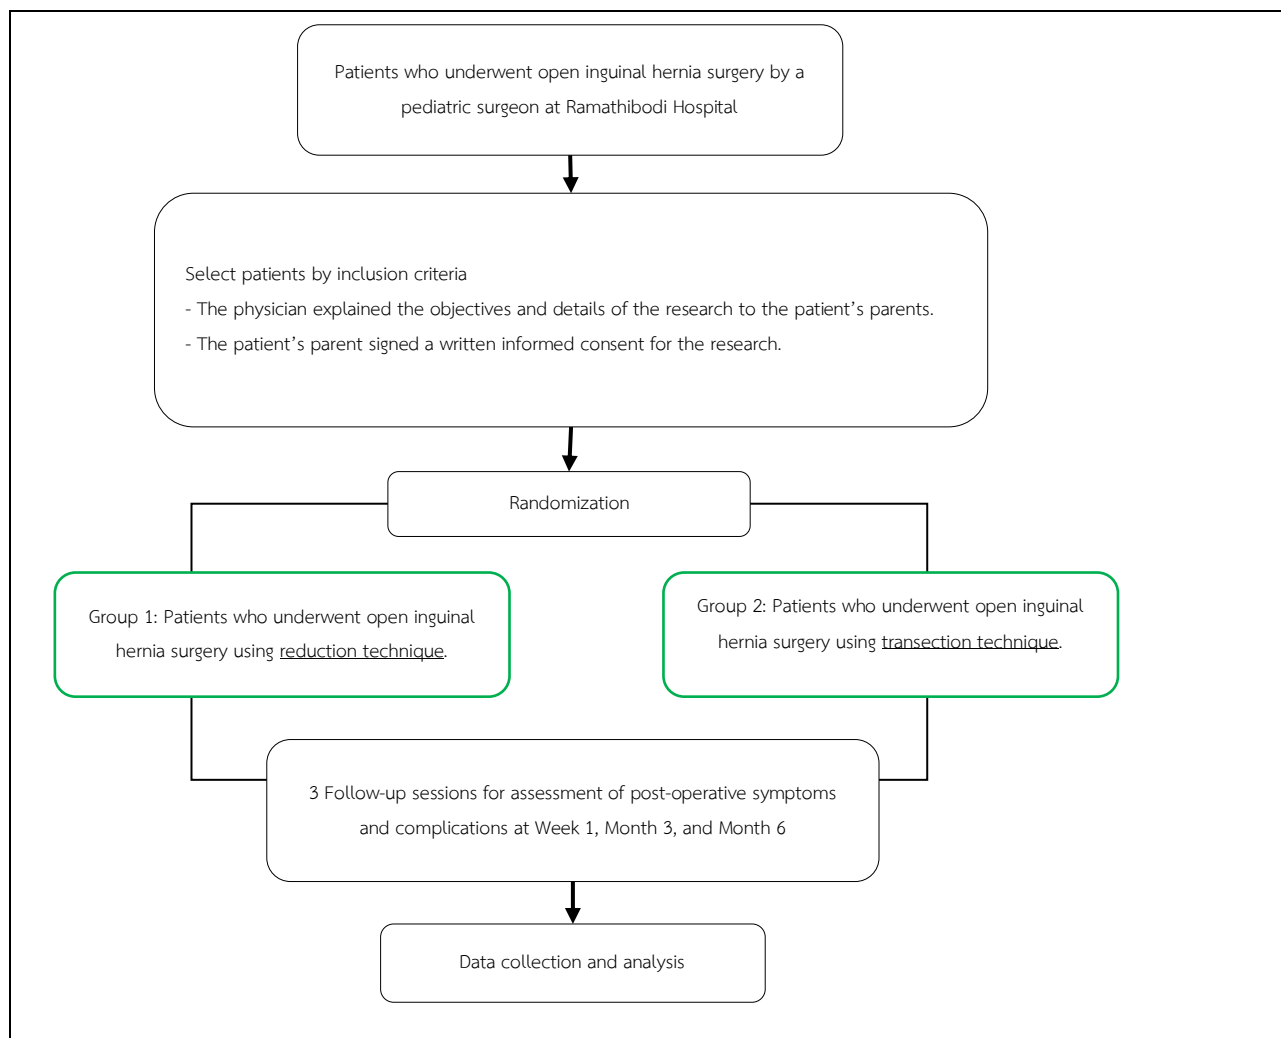 Patients who underwent open inguinal hernia surgery by a
pediatric surgeon at Ramathibodi Hospital
Select patients by inclusion criteria
- The physician explained the objectives and details of the research to the patient’s parents.
- The patient’s parent signed a written informed consent for the research.
Randomization
Group 1: Patients who underwent open inguinal
hernia surgery using reduction technique.
Group 2: Patients who underwent open inguinal
hernia surgery using transection technique.
3 Follow-up sessions for assessment of post-operative symptoms
and complications at Week 1, Month 3, and Month 6
Data collection and analysis